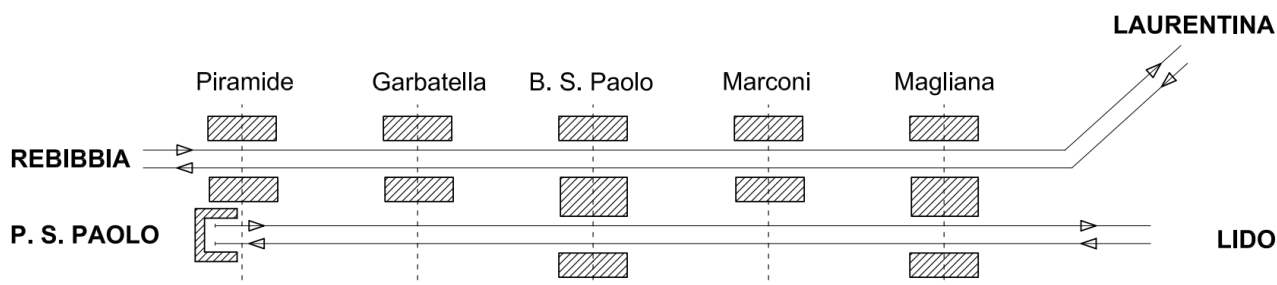 LAURENTINA
Piramide Garbatella B. S. Paolo Marconi Magliana
REBIBBIA
P. S. PAOLO LIDO